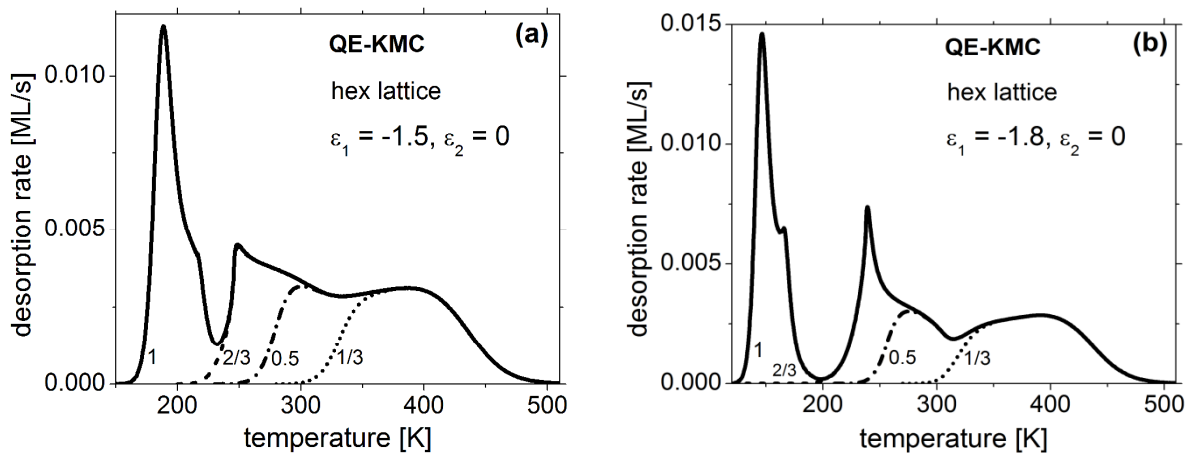 (a)
QE-KMC
hex lattice
ε₁ = -1.5, ε₂ = 0
desorption rate [ML/s]
0.010
0.005
0.000
1
2/3
0.5
1/3
200
300
400
500
temperature [K]
(b)
QE-KMC
hex lattice
ε₁ = -1.8, ε₂ = 0
desorption rate [ML/s]
0.015
0.010
0.005
0.000
1
2/3
0.5
1/3
200
300
400
500
temperature [K]